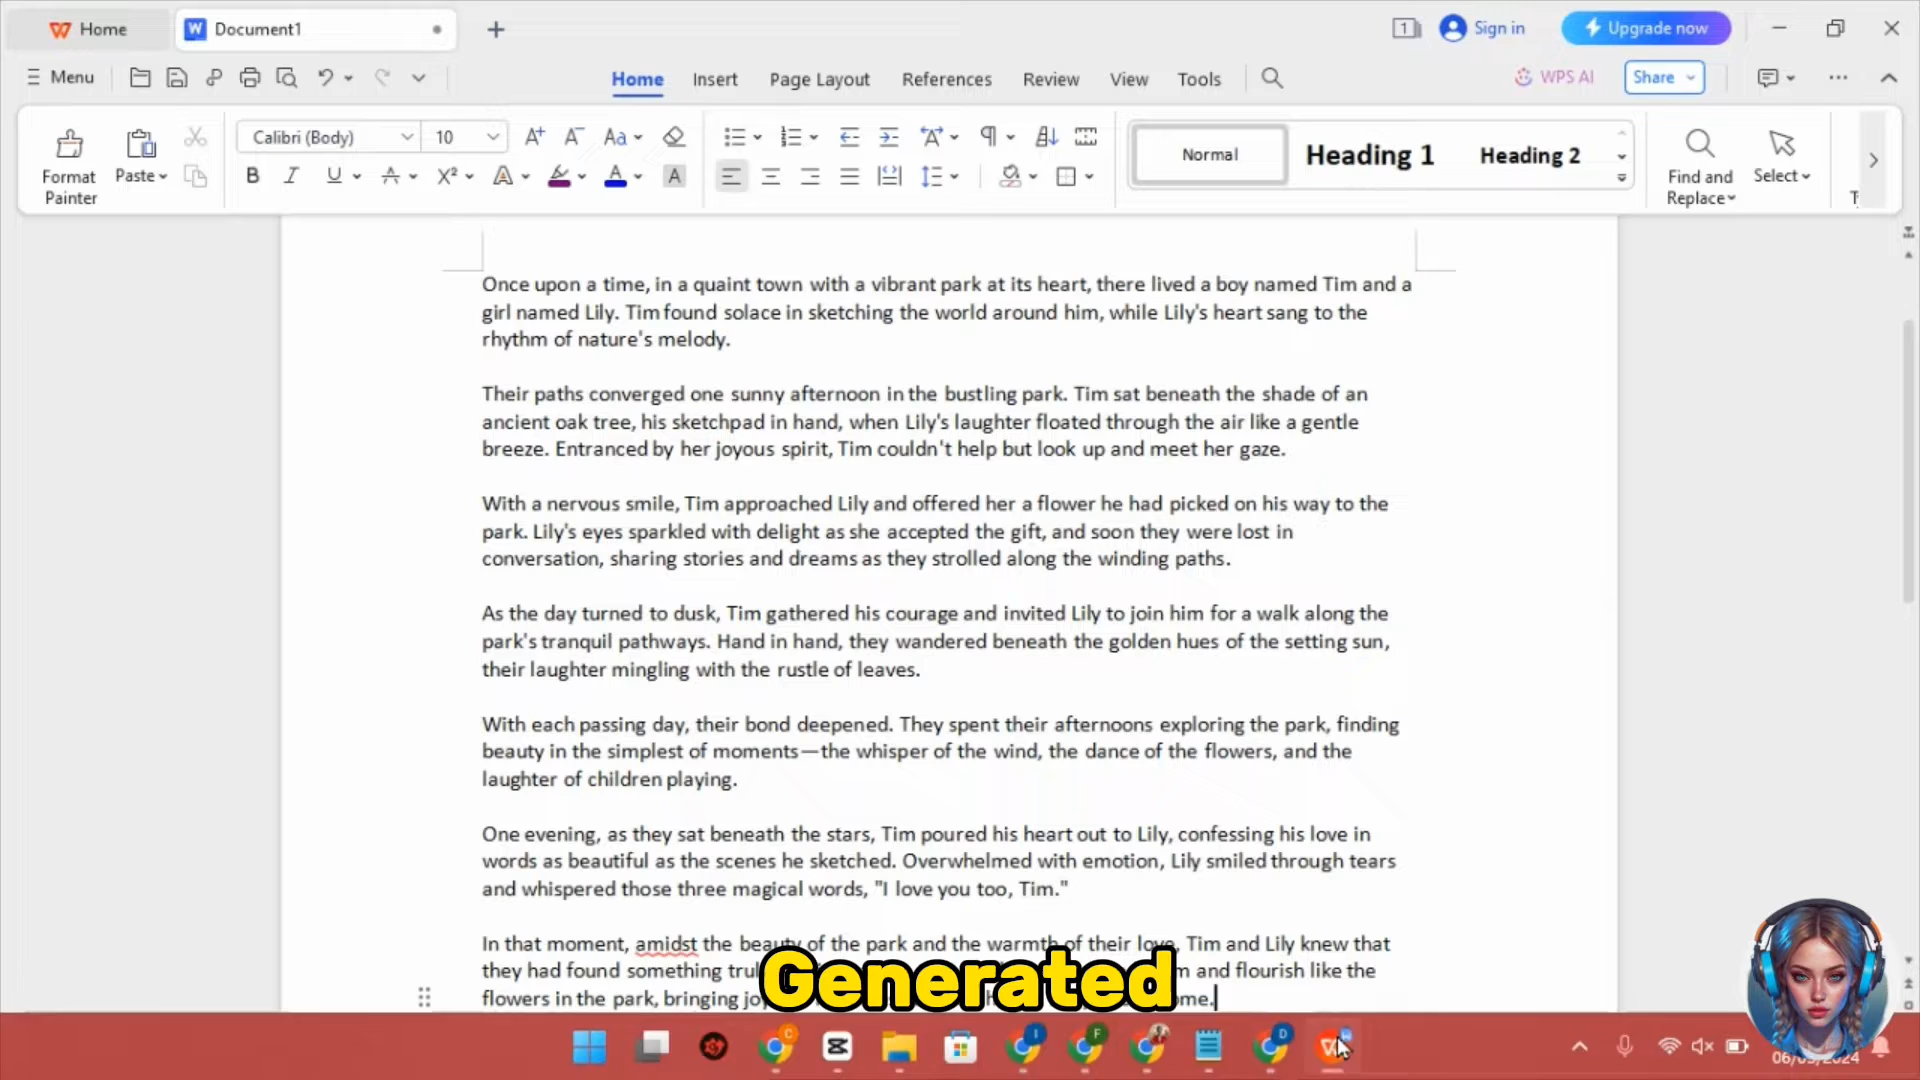 Home
Document1
+
1
Sign in
Upgrade now
Menu
Home
Insert
Page Layout
References
Review
View
Tools
WPS AI
Share
Format
Painter
Paste
Calibri (Body)
10
Normal
Heading 1
Heading 2
Find and
Replace
Select
Once upon a time, in a quaint town with a vibrant park at its heart, there lived a boy named Tim and a
girl named Lily. Tim found solace in sketching the world around him, while Lily's heart sang to the
rhythm of nature's melody.
Their paths converged one sunny afternoon in the bustling park. Tim sat beneath the shade of an
ancient oak tree, his sketchpad in hand, when Lily's laughter floated through the air like a gentle
breeze. Entranced by her joyous spirit, Tim couldn't help but look up and meet her gaze.
With a nervous smile, Tim approached Lily and offered her a flower he had picked on his way to the
park. Lily's eyes sparkled with delight as she accepted the gift, and soon they were lost in
conversation, sharing stories and dreams as they strolled along the winding paths.
As the day turned to dusk, Tim gathered his courage and invited Lily to join him for a walk along the
park's tranquil pathways. Hand in hand, they wandered beneath the golden hues of the setting sun,
their laughter mingling with the rustle of leaves.
With each passing day, their bond deepened. They spent their afternoons exploring the park, finding
beauty in the simplest of moments—the whisper of the wind, the dance of the flowers, and the
laughter of children playing.
One evening, as they sat beneath the stars, Tim poured his heart out to Lily, confessing his love in
words as beautiful as the scenes he sketched. Overwhelmed with emotion, Lily smiled through tears
and whispered those three magical words, "I love you too, Tim."
In that moment, amidst the beauty of the park and the warmth of their love, Tim and Lily knew that
they had found something and flourish like the
flowers in the park, bringing
Generated